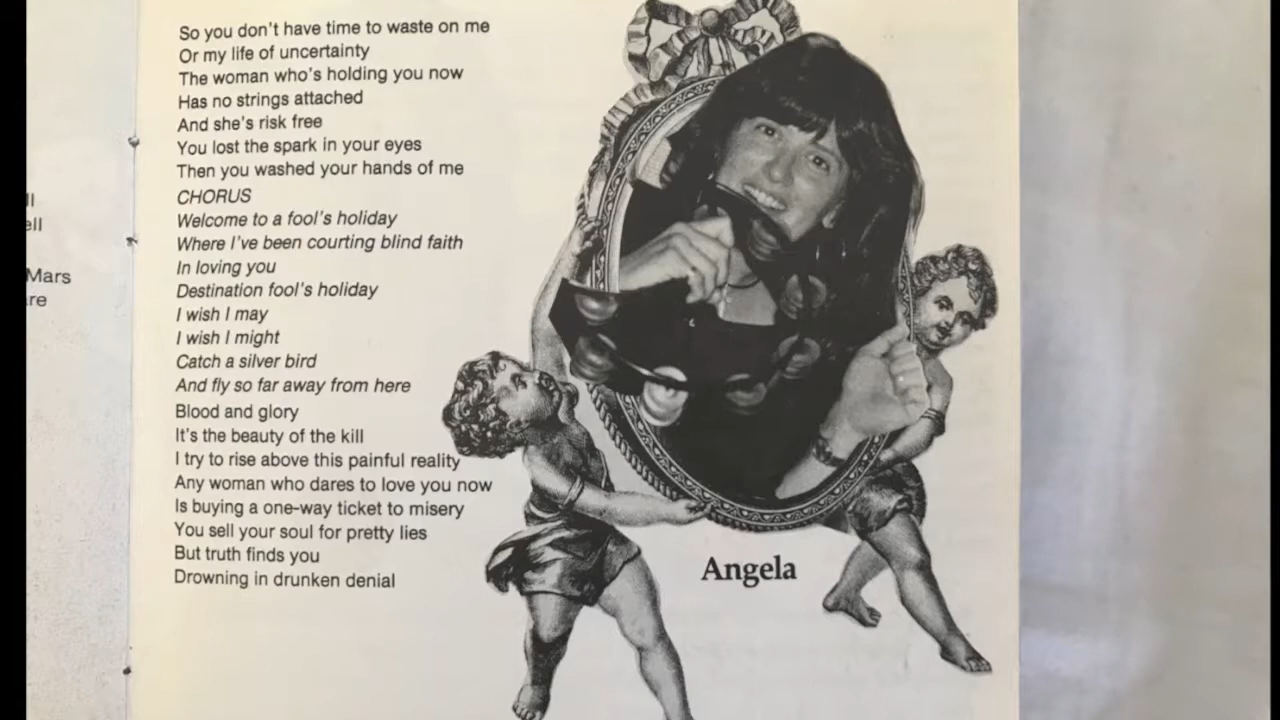 So you don't have time to waste on me
Or my life of uncertainty
The woman who's holding you now
Has no strings attached
And she's risk free
You lost the spark in your eyes
Then you washed your hands of me
CHORUS
Welcome to a fool's holiday
Where I've been courting blind faith
In loving you
Destination fool's holiday
I wish I may
I wish I might
Catch a silver bird
And fly so far away from here
Blood and glory
It's the beauty of the kill
I try to rise above this painful reality
Any woman who dares to love you now
Is buying a one-way ticket to misery
You sell your soul for pretty lies
But truth finds you
Drowning in drunken denial
Angela
Mars